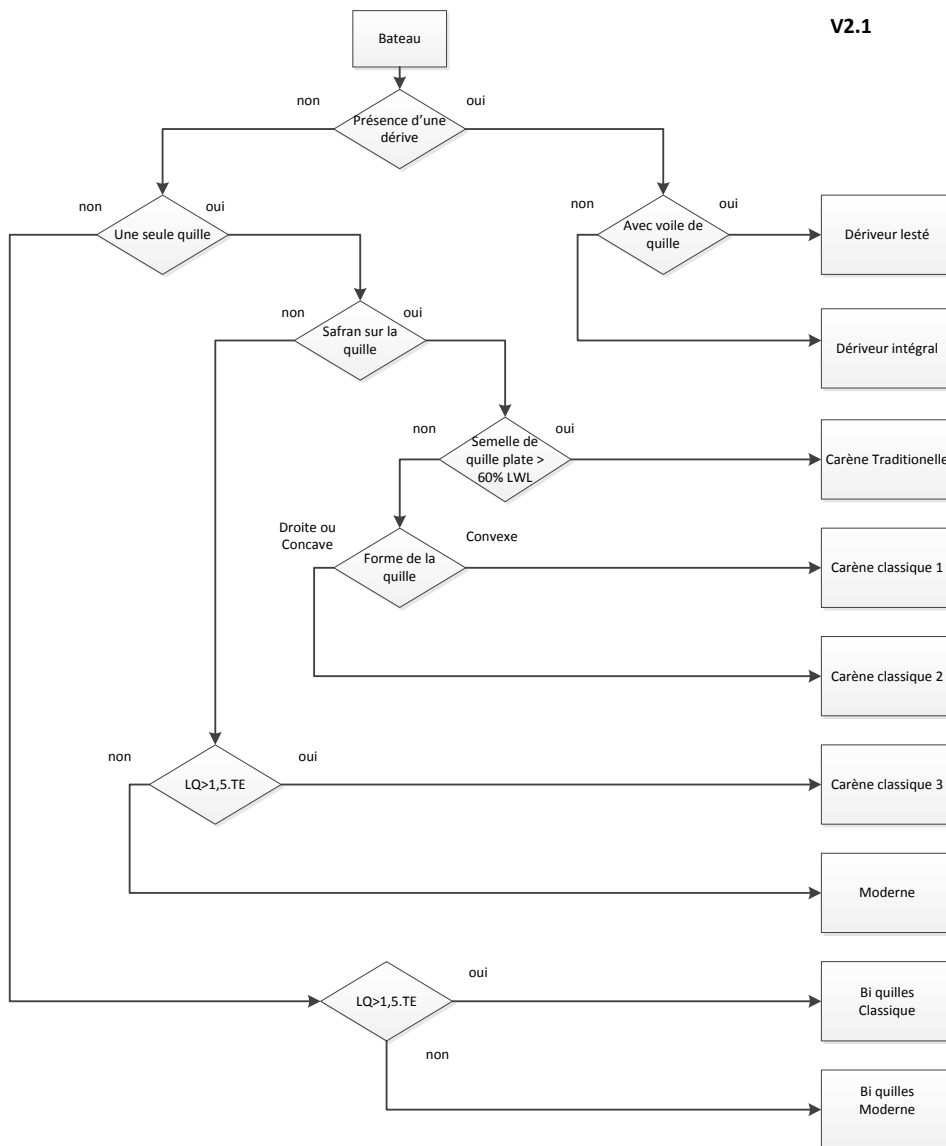 V2.1
Bateau
non
oui
Présence d’une
dérive
non
oui
Une seule quille
non
oui
Avec voile de
quille
Dériveur lesté
non
oui
Safran sur la
quille
Dériveur intégral
non
oui
Semelle de
quille plate >
60% LWL
Carène Traditionelle
Droite ou
Concave
Convexe
Forme de la
quille
Carène classique 1
Carène classique 2
non
oui
LQ>1,5.TE
Carène classique 3
Moderne
oui
LQ>1,5.TE
Bi quilles
Classique
non
Bi quilles
Moderne